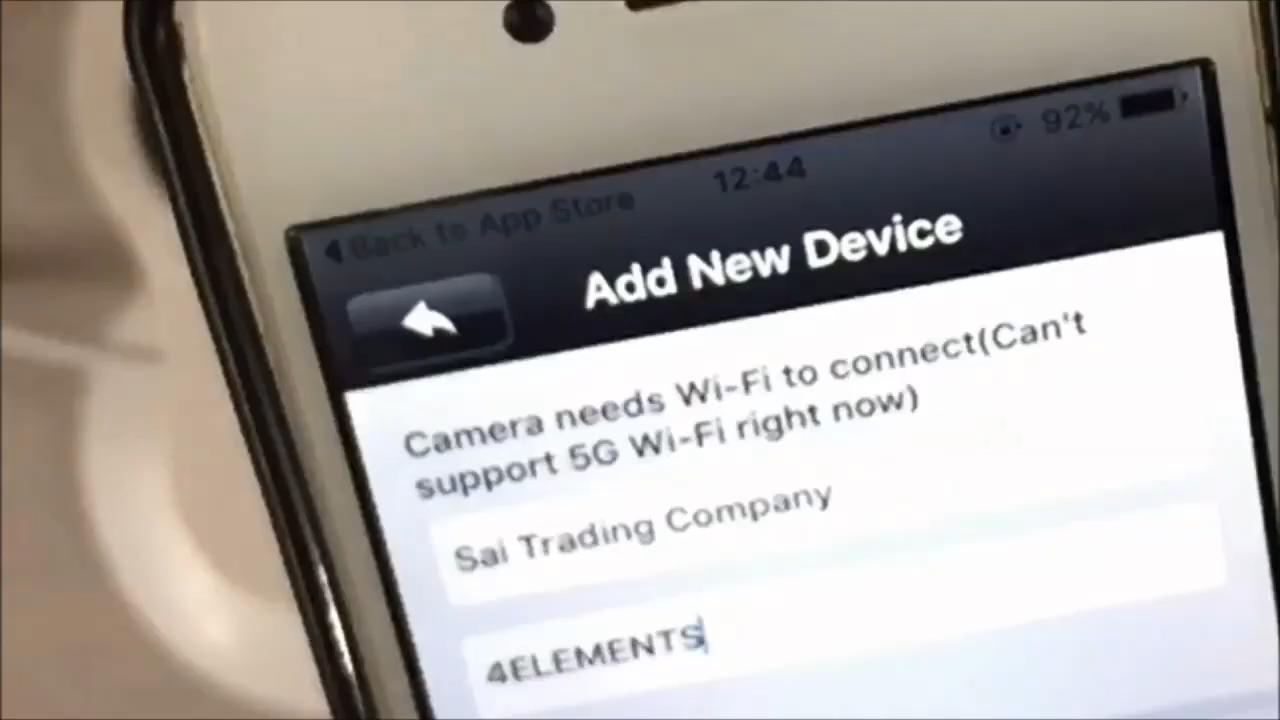 12:44
92%
Back to App Store
Add New Device
Camera needs Wi-Fi to connect(Can't
support 5G Wi-Fi right now)
Sai Trading Company
4ELEMENTS